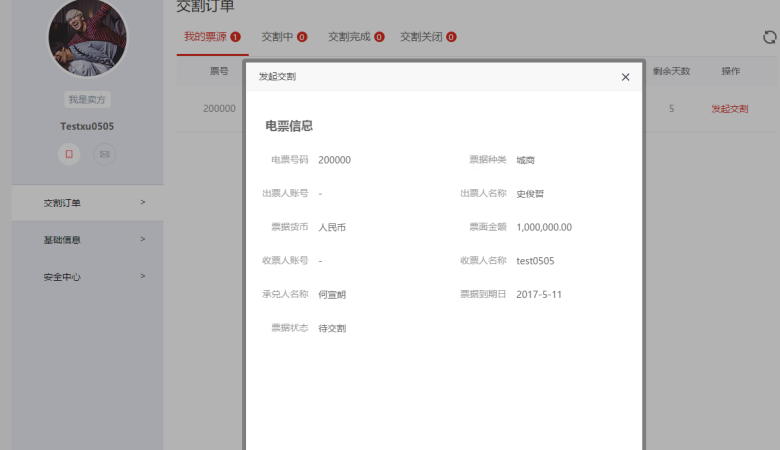 交割订单
我的票源 1 交割中 0 交割完成 0 交割关闭 0
票号 剩余天数 操作
200000 5 发起交割
我是卖方
Testxu0505
交割订单 >
基础信息 >
安全中心 >
发起交割 ×
电票信息
电票号码 200000 票据种类 城商
出票人账号 - 出票人名称 史俊哲
票据货币 人民币 票面金额 1,000,000.00
收票人账号 - 收票人名称 test0505
承兑人名称 何宣朗 票据到期日 2017-5-11
票据状态 待交割